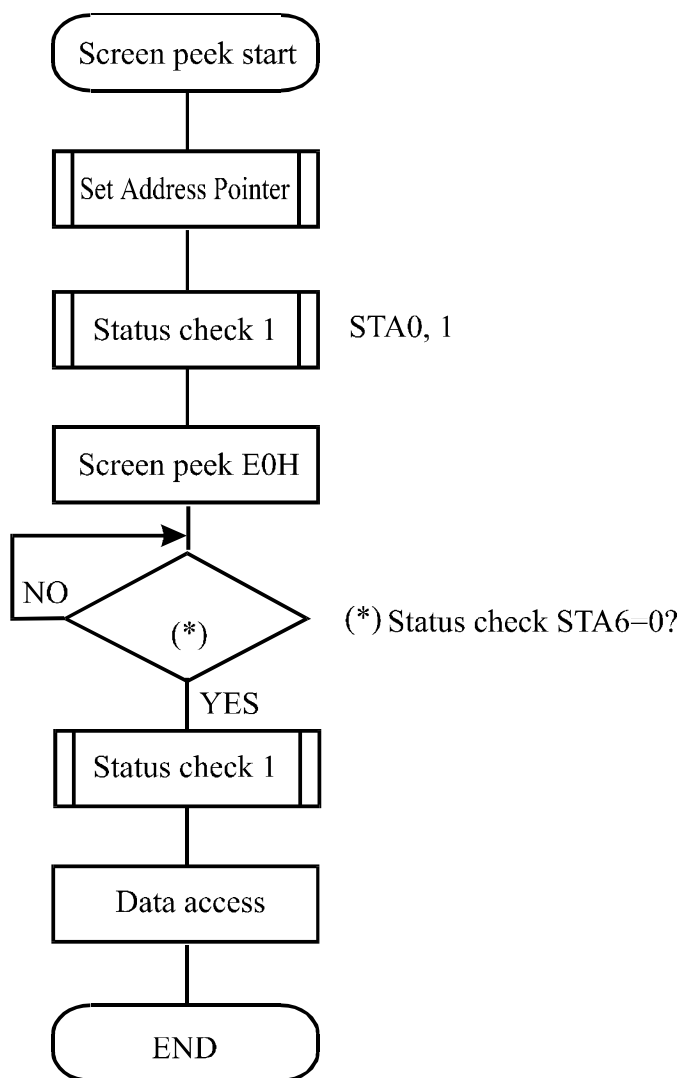 Screen peek start
Set Address Pointer
Status check 1
STA0, 1
Screen peek E0H
NO
(*)
(*) Status check STA6–0?
YES
Status check 1
Data access
END